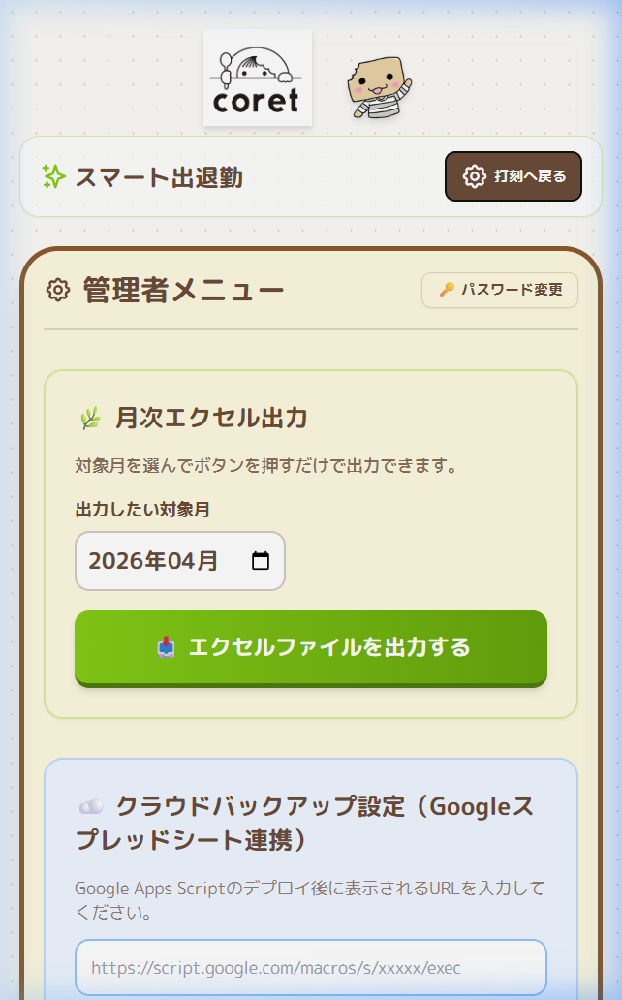 coret
スマート出退勤
打刻へ戻る
管理者メニュー
パスワード変更
月次エクセル出力
対象月を選んでボタンを押すだけで出力できます。
出力したい対象月
2026年04月
エクセルファイルを出力する
クラウドバックアップ設定（Googleス
プレッドシート連携）
Google Apps Scriptのデプロイ後に表示されるURLを入力して
ください。
https://script.google.com/macros/s/xxxxx/exec